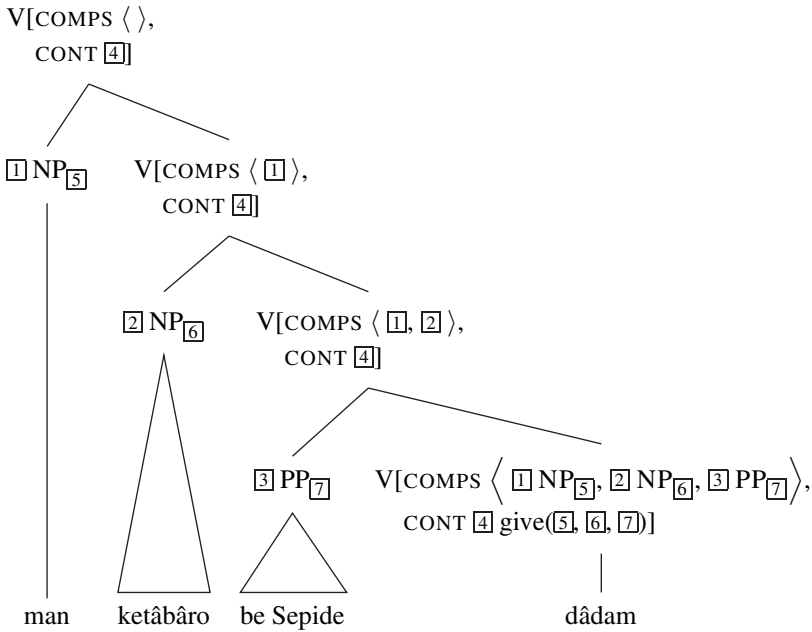 V[COMPS ⟨ ⟩,
CONT 4]
1 NP5 V[COMPS ⟨ 1 ⟩,
CONT 4]
2 NP6 V[COMPS ⟨ 1, 2 ⟩,
CONT 4]
3 PP7 V[COMPS ⟨ 1 NP5, 2 NP6, 3 PP7 ⟩,
CONT 4 give(5, 6, 7)]
man ketâbâro be Sepide dâdam